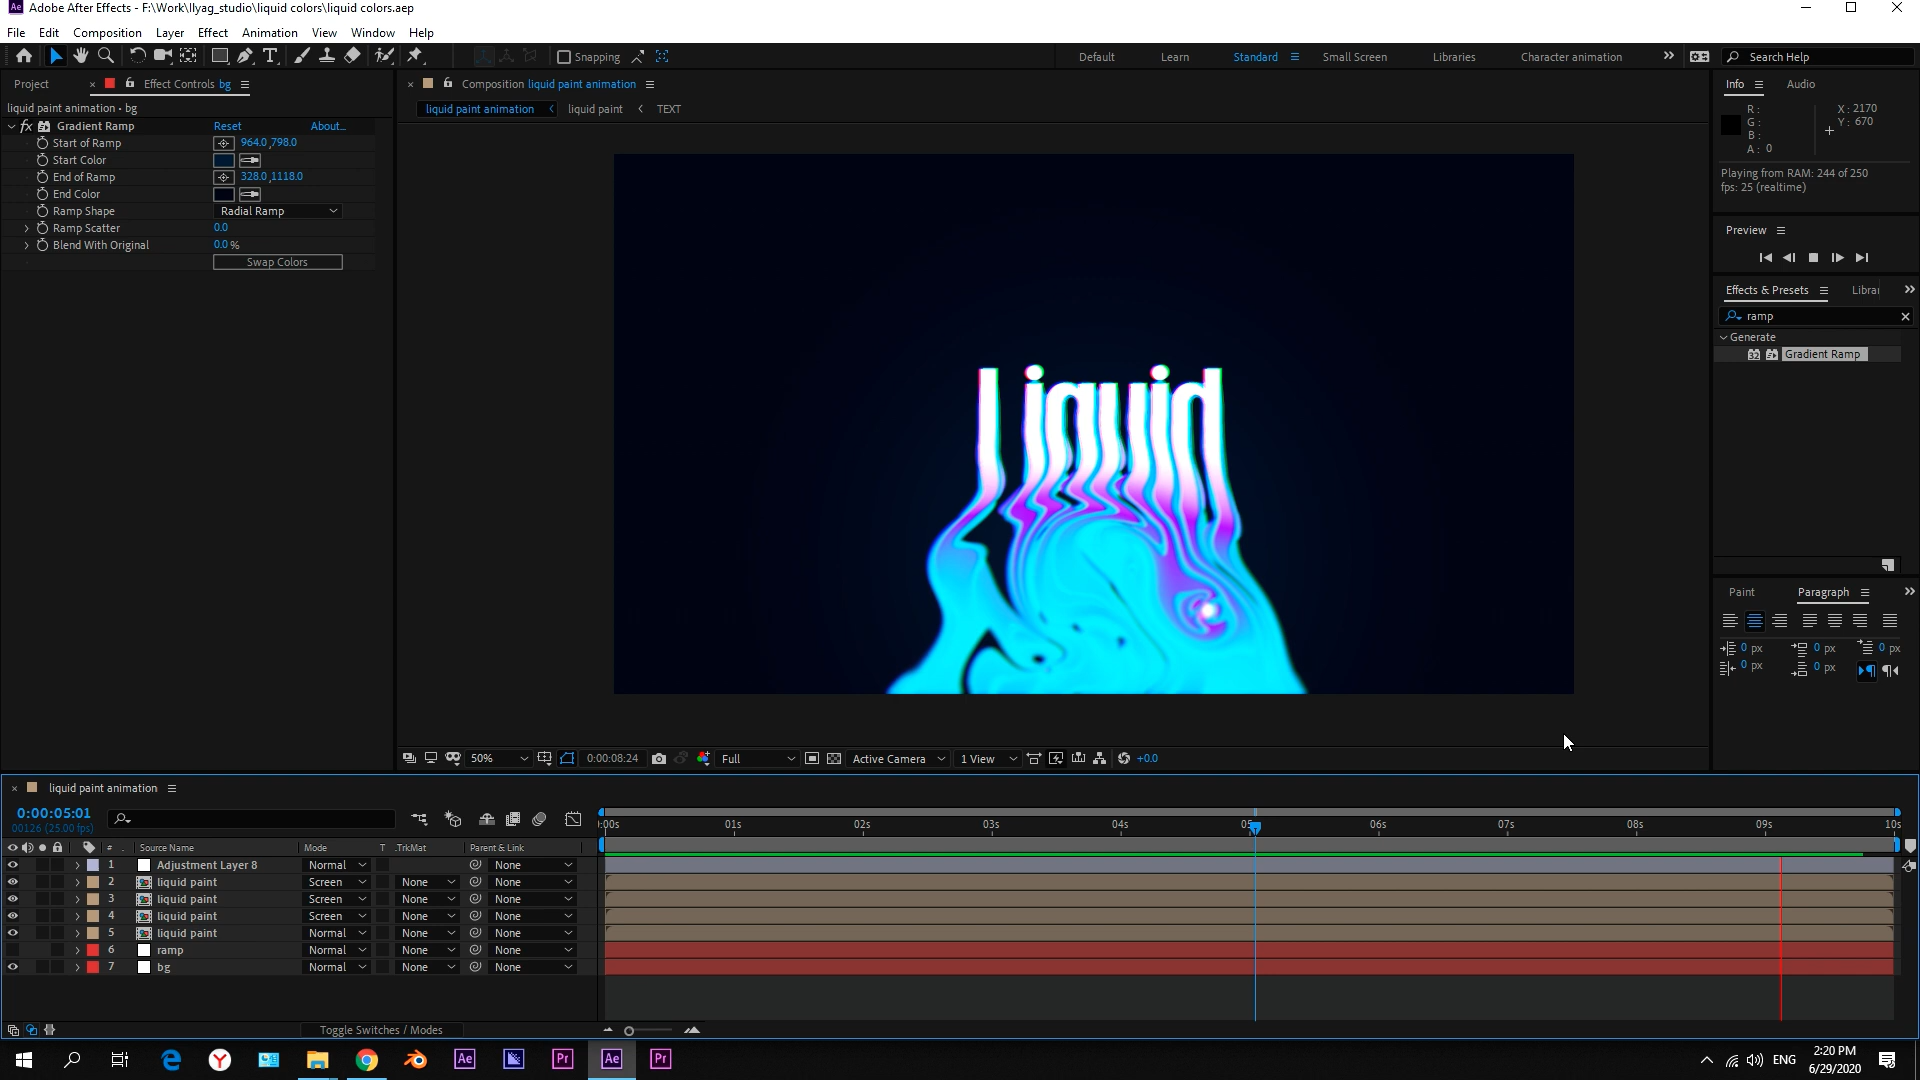 Adobe After Effects - F:\Work\Ilyag_studio\liquid colors\liquid colors.aep
File Edit Composition Layer Effect Animation View Window Help
Snapping Default Learn Standard Small Screen Libraries Character animation Search Help
Project Effect Controls bg
liquid paint animation • bg
fx Gradient Ramp Reset About...
Start of Ramp 964.0 ,798.0
Start Color
End of Ramp 328.0 ,1118.0
End Color
Ramp Shape Radial Ramp
Ramp Scatter 0.0
Blend With Original 0.0 %
Swap Colors
Composition liquid paint animation
liquid paint animation liquid paint TEXT
liquid
50% 0:00:08:24 Full Active Camera 1 View +0.0
Info Audio
R : X : 2170
G : Y : 670
B :
A : 0
Playing from RAM: 244 of 250
fps: 25 (realtime)
Preview
Effects & Presets Librar
ramp
Generate
32 Gradient Ramp
Paint Paragraph
0 px 0 px 0 px
0 px 0 px
liquid paint animation
0:00:05:01
00126 (25.00 fps)
:00s 01s 02s 03s 04s 05s 06s 07s 08s 09s 10s
# Source Name Mode T .TrkMat Parent & Link
1 Adjustment Layer 8 Normal None
2 liquid paint Screen None None
3 liquid paint Screen None None
4 liquid paint Screen None None
5 liquid paint Normal None None
6 ramp Normal None None
7 bg Normal None None
Toggle Switches / Modes
Ae Pr Ae Pr ENG 2:20 PM
6/29/2020